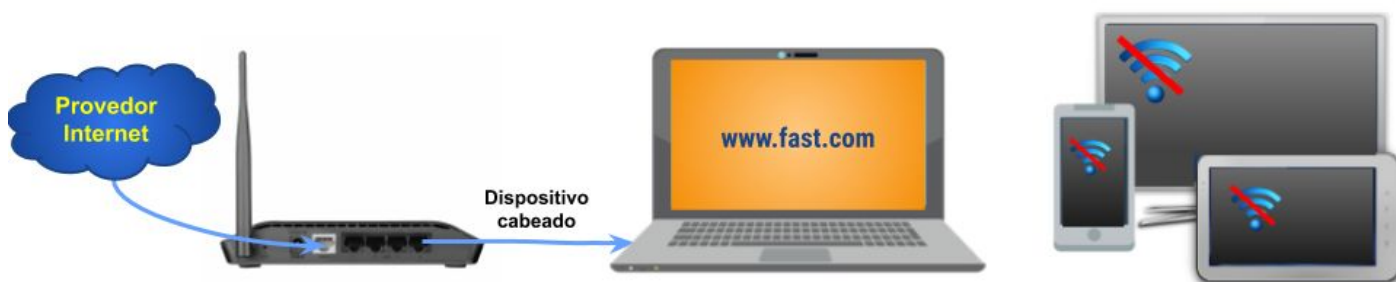 Provedor
Internet
Dispositivo
cabeado
www.fast.com